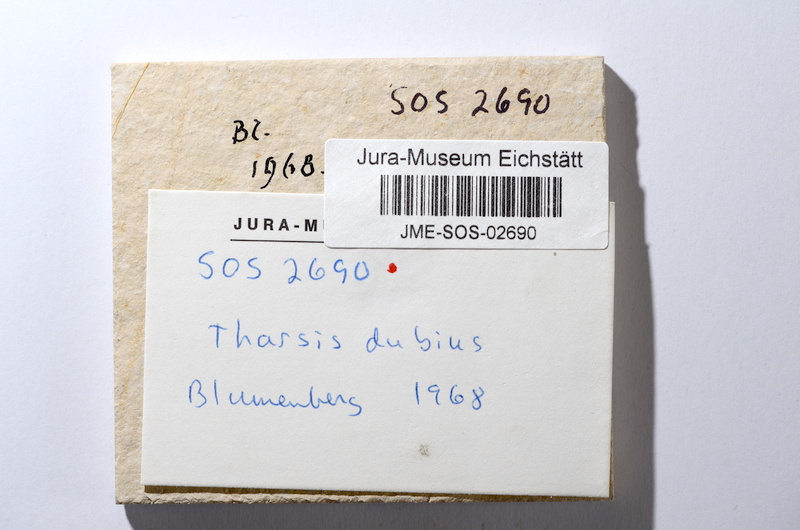 SOS 2690
Bl.
1968.
Jura-Museum Eichstätt
JME-SOS-02690
JURA-M
SOS 2690
Tharsis dubius
Blumenberg 1968